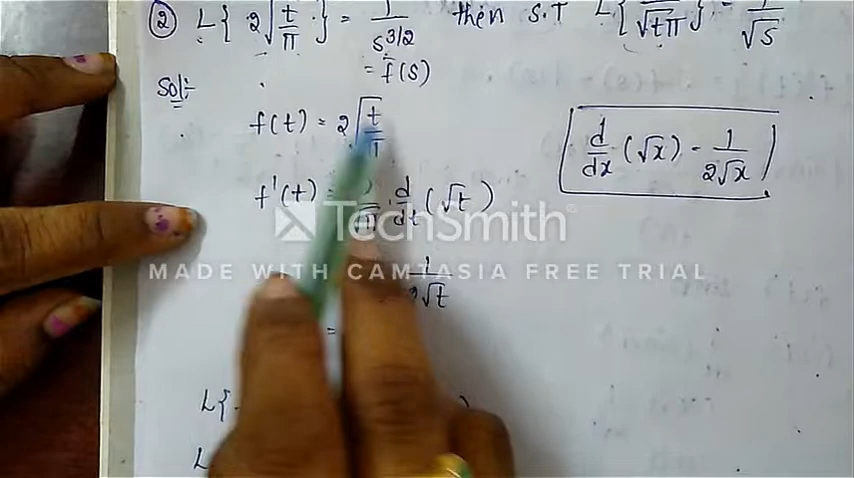 ② L{ 2√(t/π) } = 1/s^{3/2} then S.T L{ 1/√(tπ) } = 1/√s
= f̄(s)
Sol:-
f(t) = 2√(t/π)
d/dx (√x) = 1/(2√x)
f'(t) = d/dt (√t)
TechSmith
MADE WITH CAMTASIA FREE TRIAL
1/(2√t)
=
L{
L